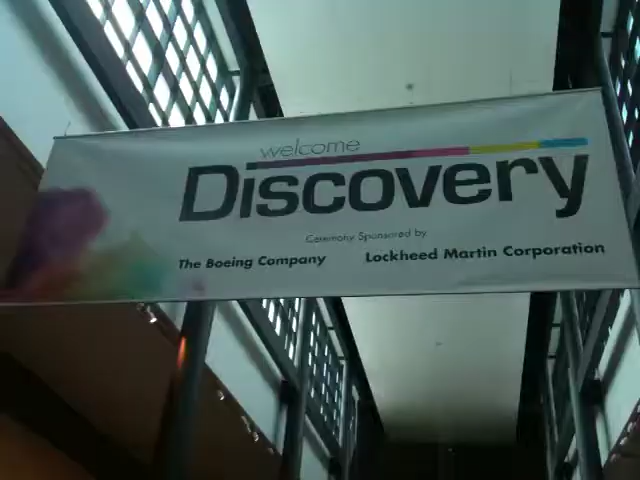 welcome
Discovery
Ceremony Sponsored by
The Boeing Company Lockheed Martin Corporation